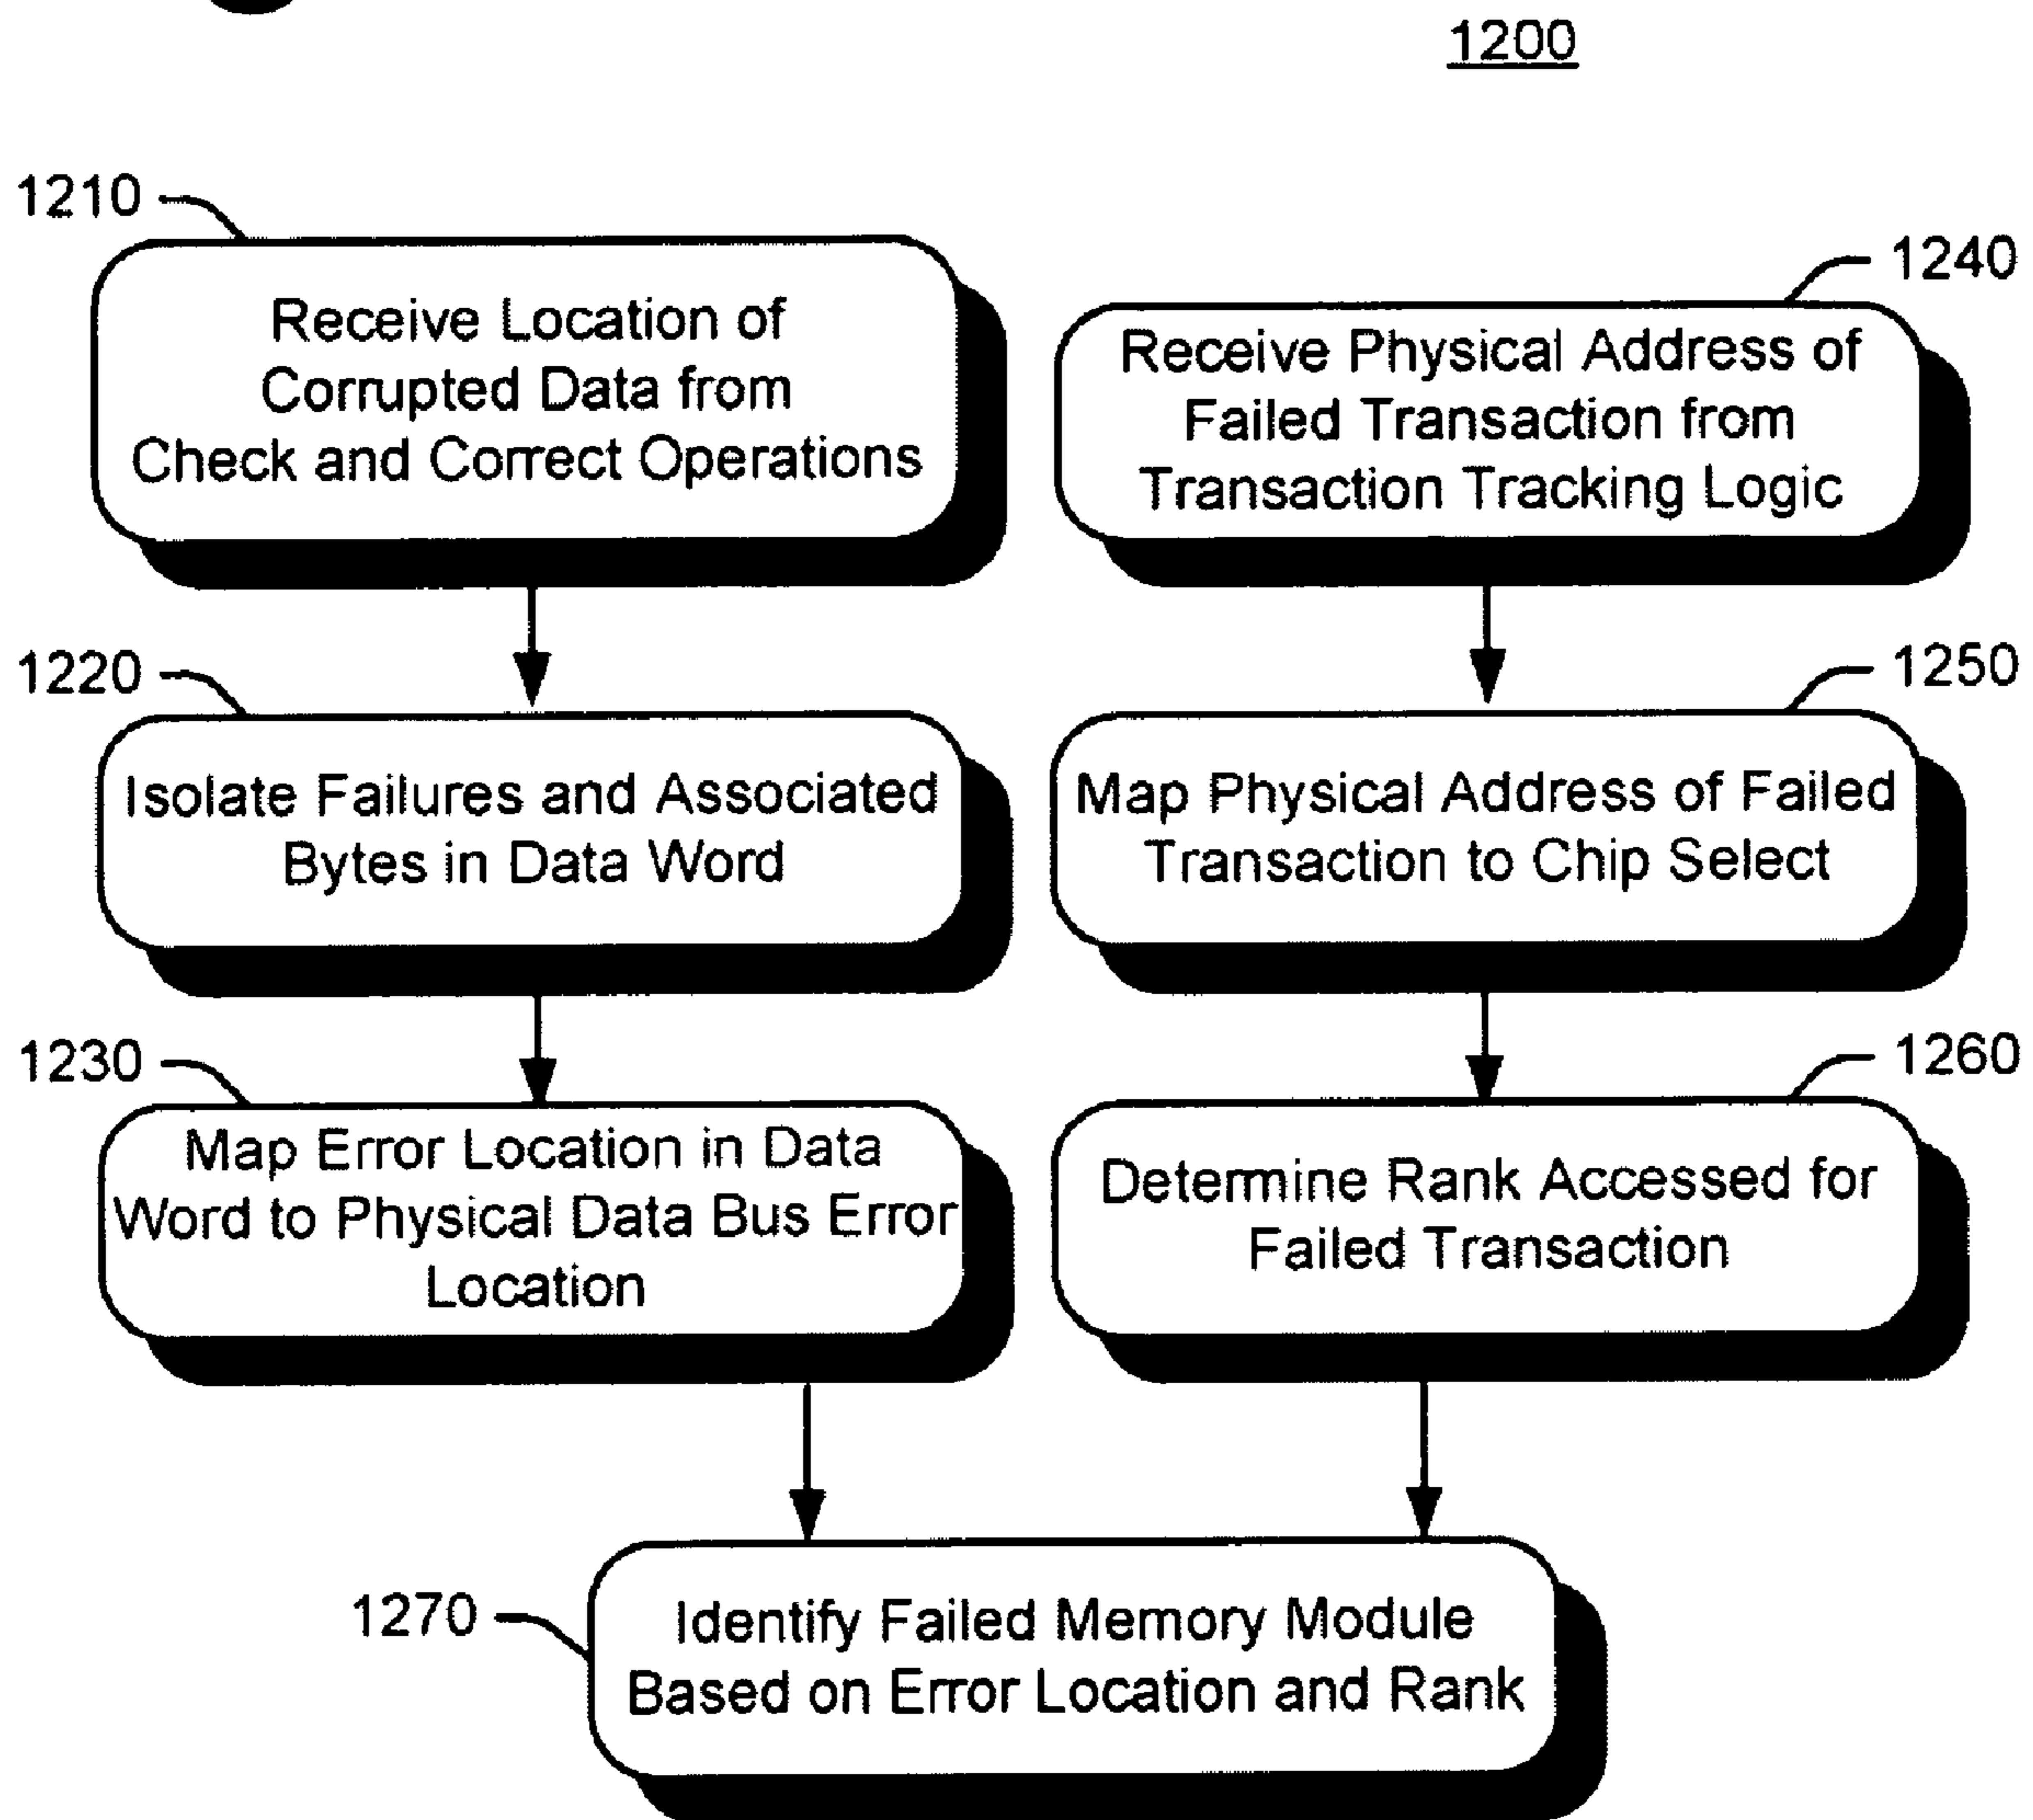 1200
1210
Receive Location of
Corrupted Data from
Check and Correct Operations
1220
Isolate Failures and Associated
Bytes in Data Word
1230
Map Error Location in Data
Word to Physical Data Bus Error
Location
1240
Receive Physical Address of
Failed Transaction from
Transaction Tracking Logic
1250
Map Physical Address of Failed
Transaction to Chip Select
1260
Determine Rank Accessed for
Failed Transaction
1270
Identify Failed Memory Module
Based on Error Location and Rank